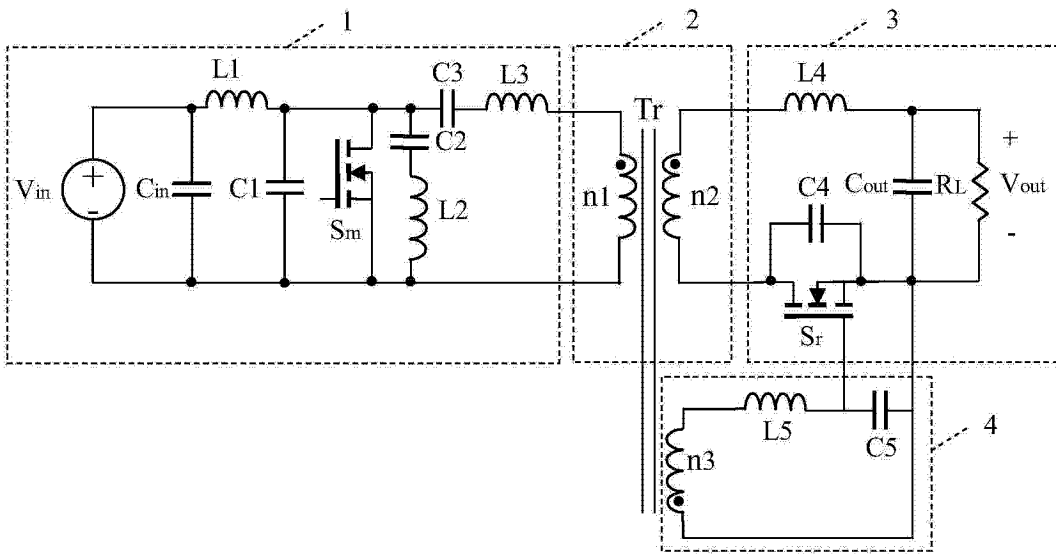 1
2
3
L1
C3
L3
L4
Tr
C2
Vin
+
-
Cin
C1
Sm
L2
n1
n2
C4
Cout
RL
+
Vout
-
Sr
L5
C5
n3
4